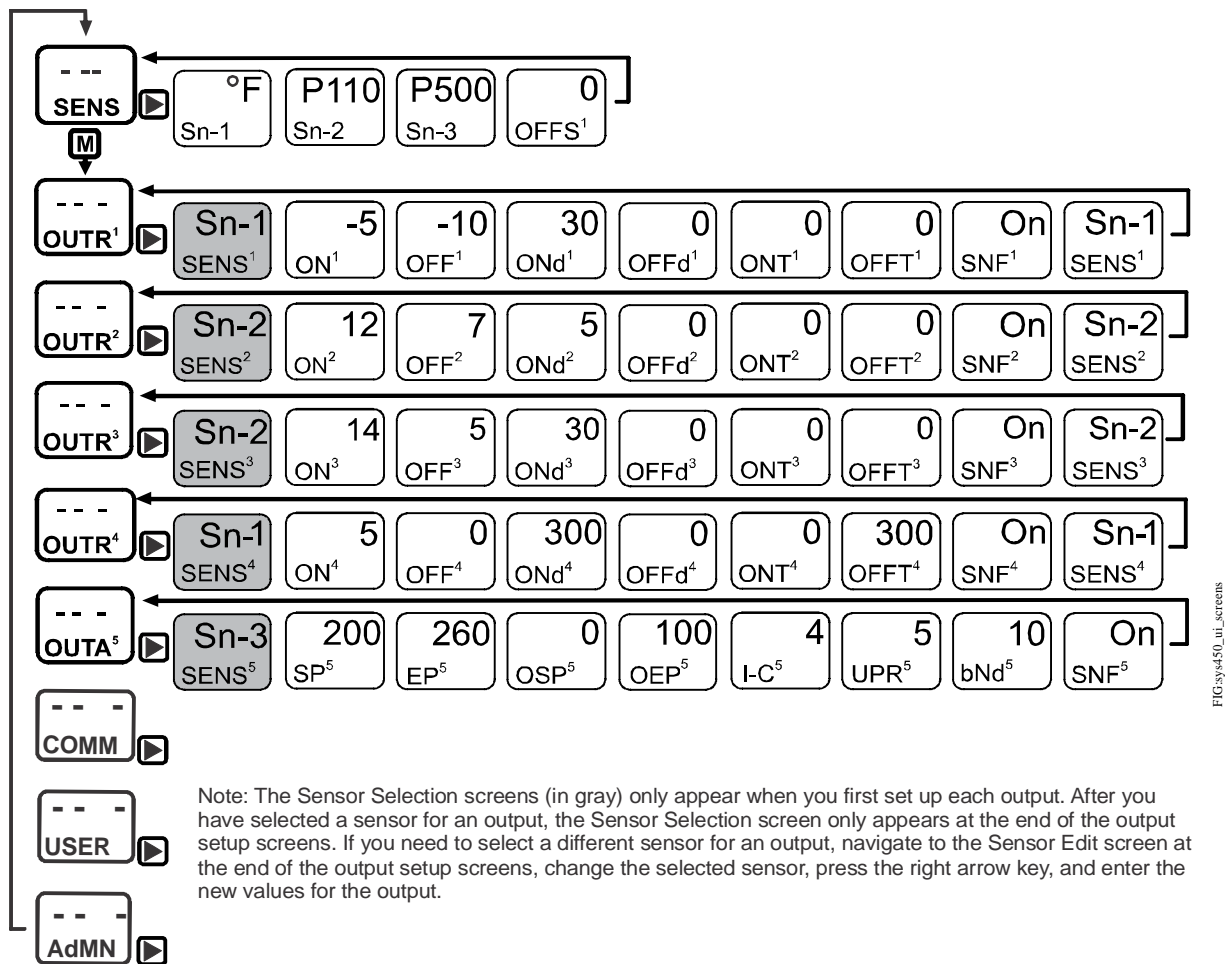 - --
SENS
°F P110 P500 0
Sn-1 Sn-2 Sn-3 OFFS¹
M
- - -
OUTR¹
Sn-1 -5 -10 30 0 0 0 On Sn-1
SENS¹ ON¹ OFF¹ ONd¹ OFFd¹ ONT¹ OFFT¹ SNF¹ SENS¹
- - -
OUTR²
Sn-2 12 7 5 0 0 0 On Sn-2
SENS² ON² OFF² ONd² OFFd² ONT² OFFT² SNF² SENS²
- - -
OUTR³
Sn-2 14 5 30 0 0 0 On Sn-2
SENS³ ON³ OFF³ ONd³ OFFd³ ONT³ OFFT³ SNF³ SENS³
- - -
OUTR⁴
Sn-1 5 0 300 0 0 300 On Sn-1
SENS⁴ ON⁴ OFF⁴ ONd⁴ OFFd⁴ ONT⁴ OFFT⁴ SNF⁴ SENS⁴
- - -
OUTA⁵
Sn-3 200 260 0 100 4 5 10 On
SENS⁵ SP⁵ EP⁵ OSP⁵ OEP⁵ I-C⁵ UPR⁵ bNd⁵ SNF⁵
- - -
COMM
- - -
USER
- - -
AdMN
Note: The Sensor Selection screens (in gray) only appear when you first set up each output. After you
have selected a sensor for an output, the Sensor Selection screen only appears at the end of the output
setup screens. If you need to select a different sensor for an output, navigate to the Sensor Edit screen at
the end of the output setup screens, change the selected sensor, press the right arrow key, and enter the
new values for the output.
FIG:sys450_ui_screens